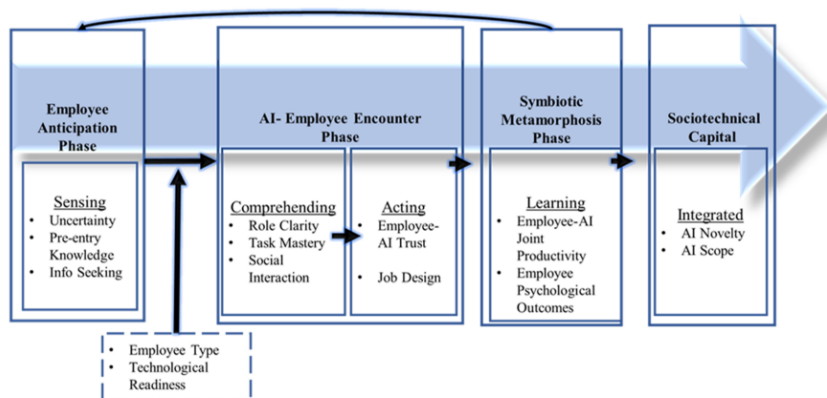 Employee
Anticipation
Phase
Sensing
• Uncertainty
• Pre-entry
Knowledge
• Info Seeking
AI- Employee Encounter
Phase
Comprehending
• Role Clarity
• Task Mastery
• Social
Interaction
Acting
• Employee-
AI Trust
• Job Design
Symbiotic
Metamorphosis
Phase
Learning
• Employee-AI
Joint
Productivity
• Employee
Psychological
Outcomes
Sociotechnical
Capital
Integrated
• AI Novelty
• AI Scope
• Employee Type
• Technological
Readiness